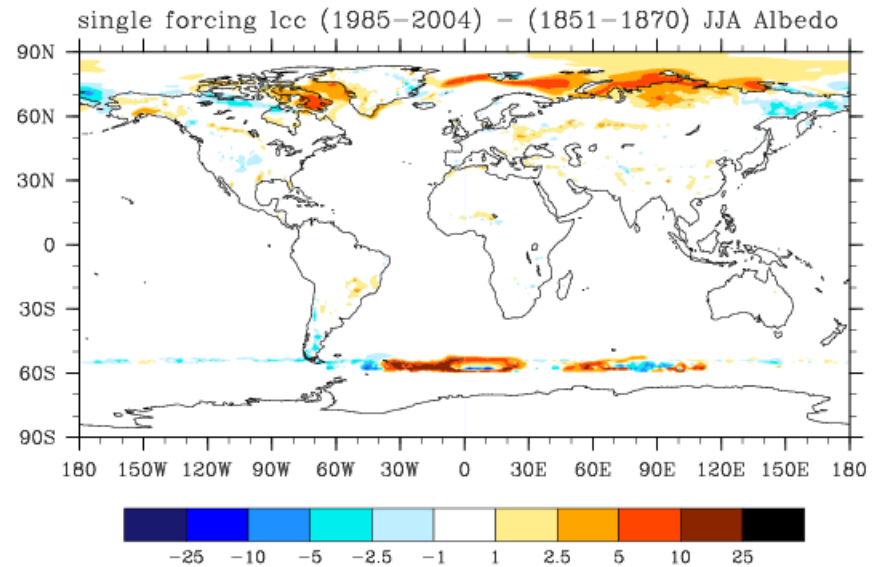 single forcing lcc (1985−2004) − (1851−1870) JJA Albedo
90N
60N
30N
0
30S
60S
90S
180 150W 120W 90W 60W 30W 0 30E 60E 90E 120E 150E 180
−25 −10 −5 −2.5 −1 1 2.5 5 10 25